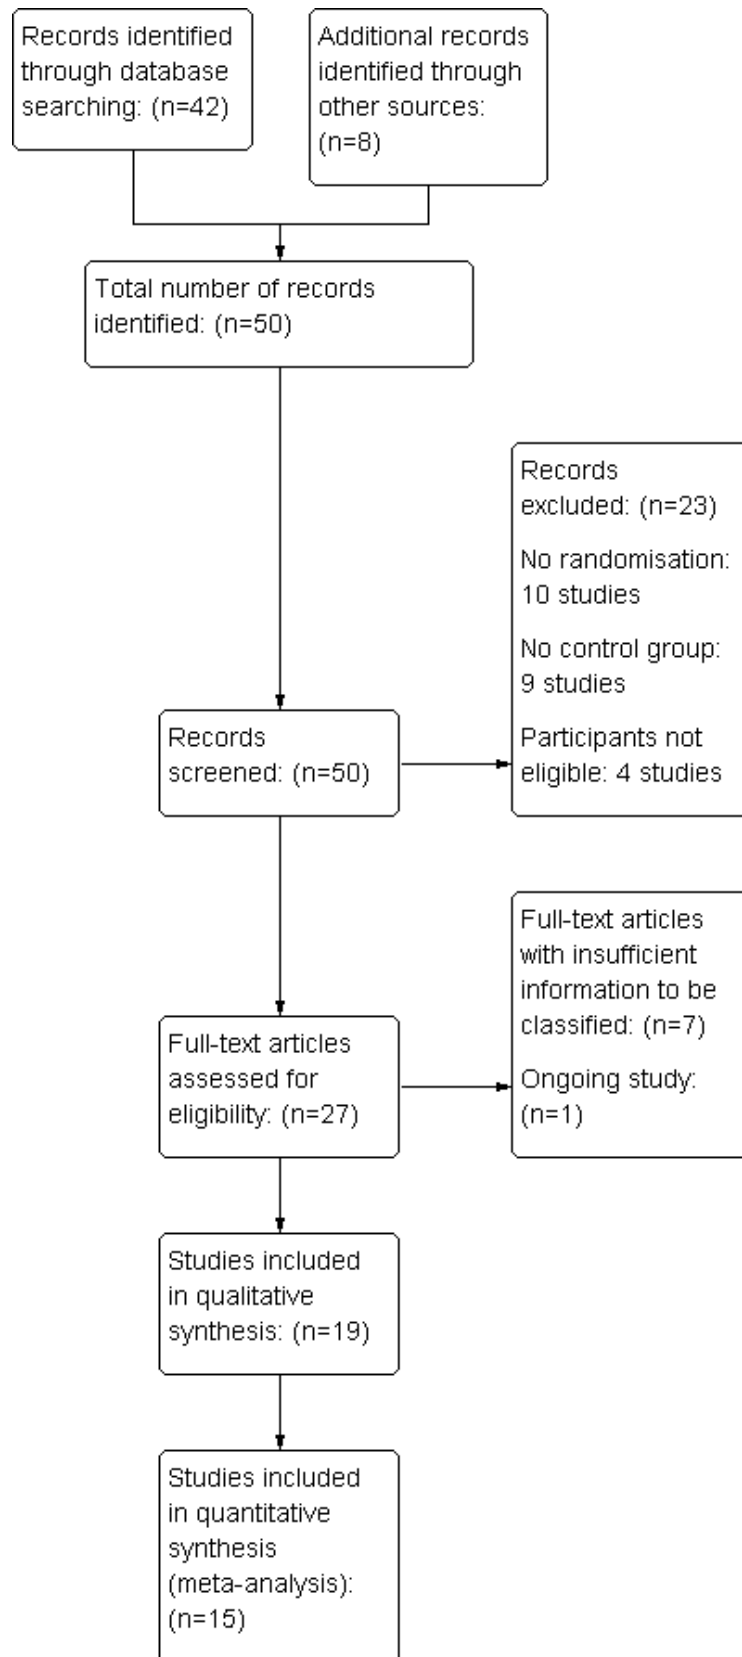 Records identified
through database
searching: (n=42)
Additional records
identified through
other sources:
(n=8)
Total number of records
identified: (n=50)
Records
excluded: (n=23)
No randomisation:
10 studies
No control group:
9 studies
Participants not
eligible: 4 studies
Records
screened: (n=50)
Full-text articles
with insufficient
information to be
classified: (n=7)
Ongoing study:
(n=1)
Full-text articles
assessed for
eligibility: (n=27)
Studies included
in qualitative
synthesis: (n=19)
Studies included
in quantitative
synthesis
(meta-analysis):
(n=15)